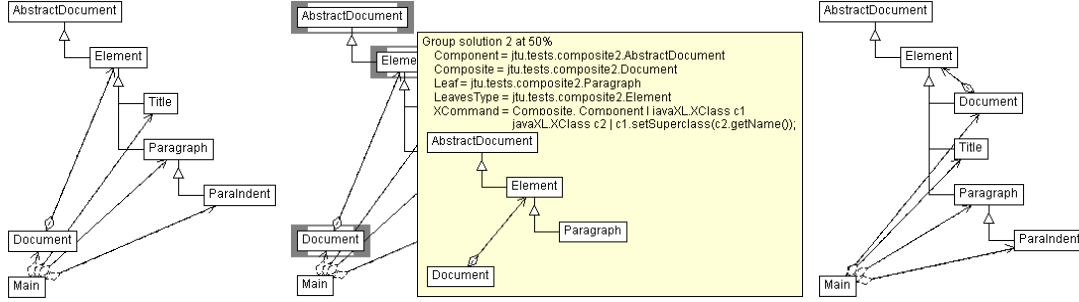 AbstractDocument
Element
Title
Paragraph
ParaIndent
Document
Main
AbstractDocument
Eleme
Document
Main
Group solution 2 at 50%
Component = jtu.tests.composite2.AbstractDocument
Composite = jtu.tests.composite2.Document
Leaf = jtu.tests.composite2.Paragraph
LeavesType = jtu.tests.composite2.Element
XCommand = Composite, Component | javaXL.XClass c1
javaXL.XClass c2 | c1.setSuperclass(c2.getName());
AbstractDocument
Element
Paragraph
Document
AbstractDocument
Element
Document
Title
Paragraph
ParaIndent
Main